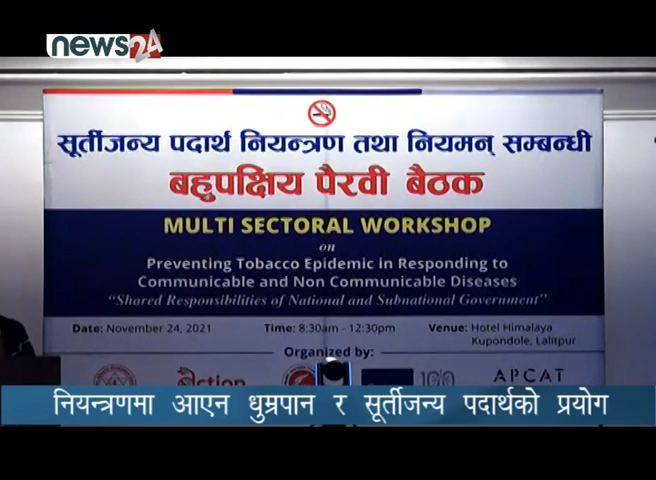 news24
सूर्तीजन्य पदार्थ नियन्त्रण तथा नियमन् सम्बन्धी
बहुपक्षिय पैरवी बैठक
MULTI SECTORAL WORKSHOP
on
Preventing Tobacco Epidemic in Responding to
Communicable and Non Communicable Diseases
"Shared Responsibilities of National and Subnational Government"
Date: November 24, 2021 Time: 8:30am - 12:30pm Venue: Hotel Himalaya
Kupondole, Lalitpur
Organized by:
action 100 APCAT
नियन्त्रणमा आएन धुम्रपान र सूर्तीजन्य पदार्थको प्रयोग